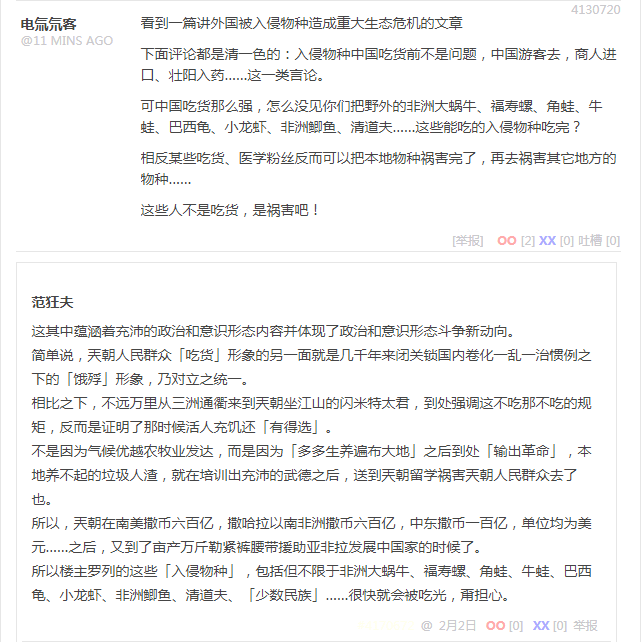 4130720
电氚氘客
@11 MINS AGO
看到一篇讲外国被入侵物种造成重大生态危机的文章
下面评论都是清一色的：入侵物种中国吃货前不是问题，中国游客去，商人进
口、壮阳入药......这一类言论。
可中国吃货那么强，怎么没见你们把野外的非洲大蜗牛、福寿螺、角蛙、牛
蛙、巴西龟、小龙虾、非洲鲫鱼、清道夫......这些能吃的入侵物种吃完？
相反某些吃货、医学粉丝反而可以把本地物种祸害完了，再去祸害其它地方的
物种......
这些人不是吃货，是祸害吧！
[举报] OO [2] XX [0] 吐槽 [0]
范狂夫
这其中蕴涵着充沛的政治和意识形态内容并体现了政治和意识形态斗争新动向。
简单说，天朝人民群众「吃货」形象的另一面就是几千年来闭关锁国内卷化一乱一治惯例之
下的「饿殍」形象，乃对立之统一。
相比之下，不远万里从三洲通衢来到天朝坐江山的闪米特太君，到处强调这不吃那不吃的规
矩，反而是证明了那时候活人充饥还「有得选」。
不是因为气候优越农牧业发达，而是因为「多多生养遍布大地」之后到处「输出革命」，本
地养不起的垃圾人渣，就在培训出充沛的武德之后，送到天朝留学祸害天朝人民群众去了
也。
所以，天朝在南美撒币六百亿，撒哈拉以南非洲撒币六百亿，中东撒币一百亿，单位均为美
元......之后，又到了亩产万斤勒紧裤腰带援助亚非拉发展中国家的时候了。
所以楼主罗列的这些「入侵物种」，包括但不限于非洲大蜗牛、福寿螺、角蛙、牛蛙、巴西
龟、小龙虾、非洲鲫鱼、清道夫、「少数民族」......很快就会被吃光，甭担心。
@ 2月2日 OO [0] XX [0] 举报